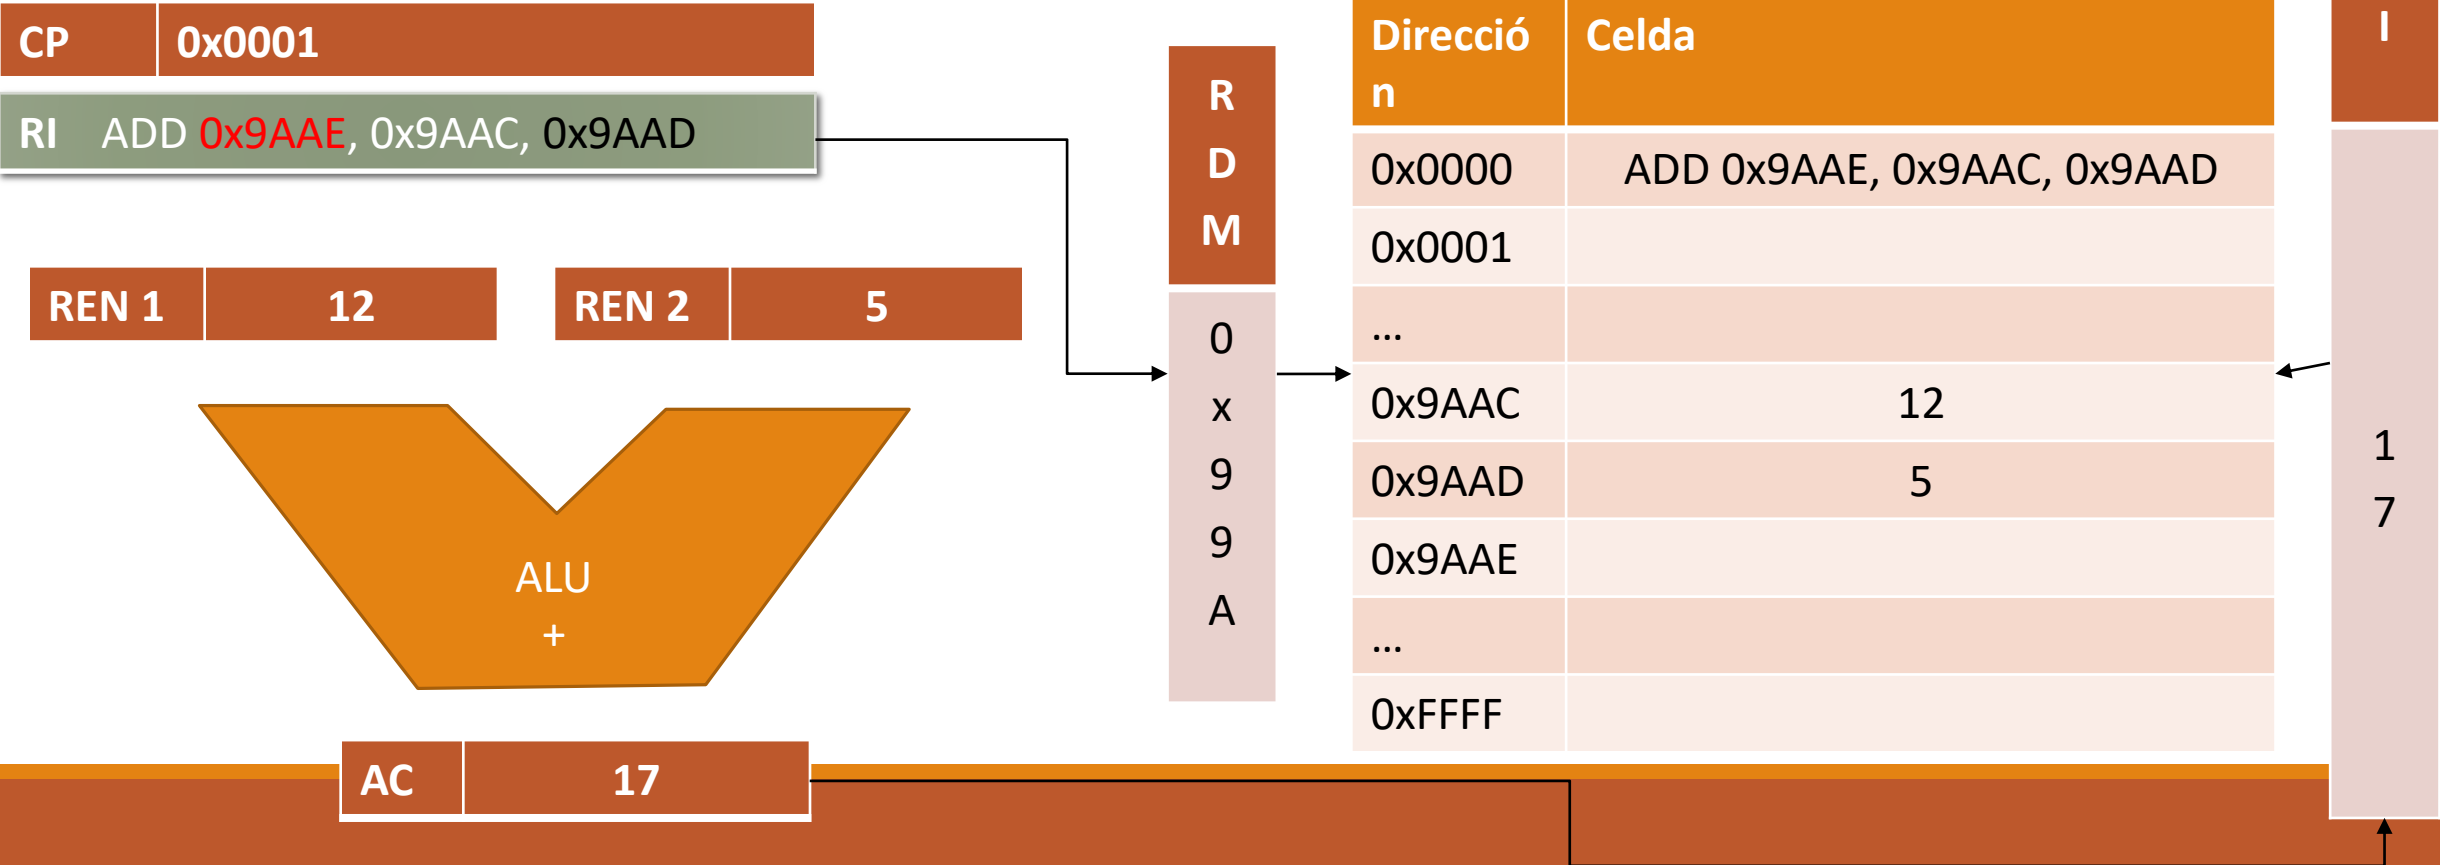 CP 0x0001
RI ADD 0x9AAE, 0x9AAC, 0x9AAD
REN 1 12 REN 2 5
ALU
+
AC 17
R
D
M
0
x
9
9
A
Direcció Celda
n
0x0000 ADD 0x9AAE, 0x9AAC, 0x9AAD
0x0001
...
0x9AAC 12
0x9AAD 5
0x9AAE
...
0xFFFF
I
1
7